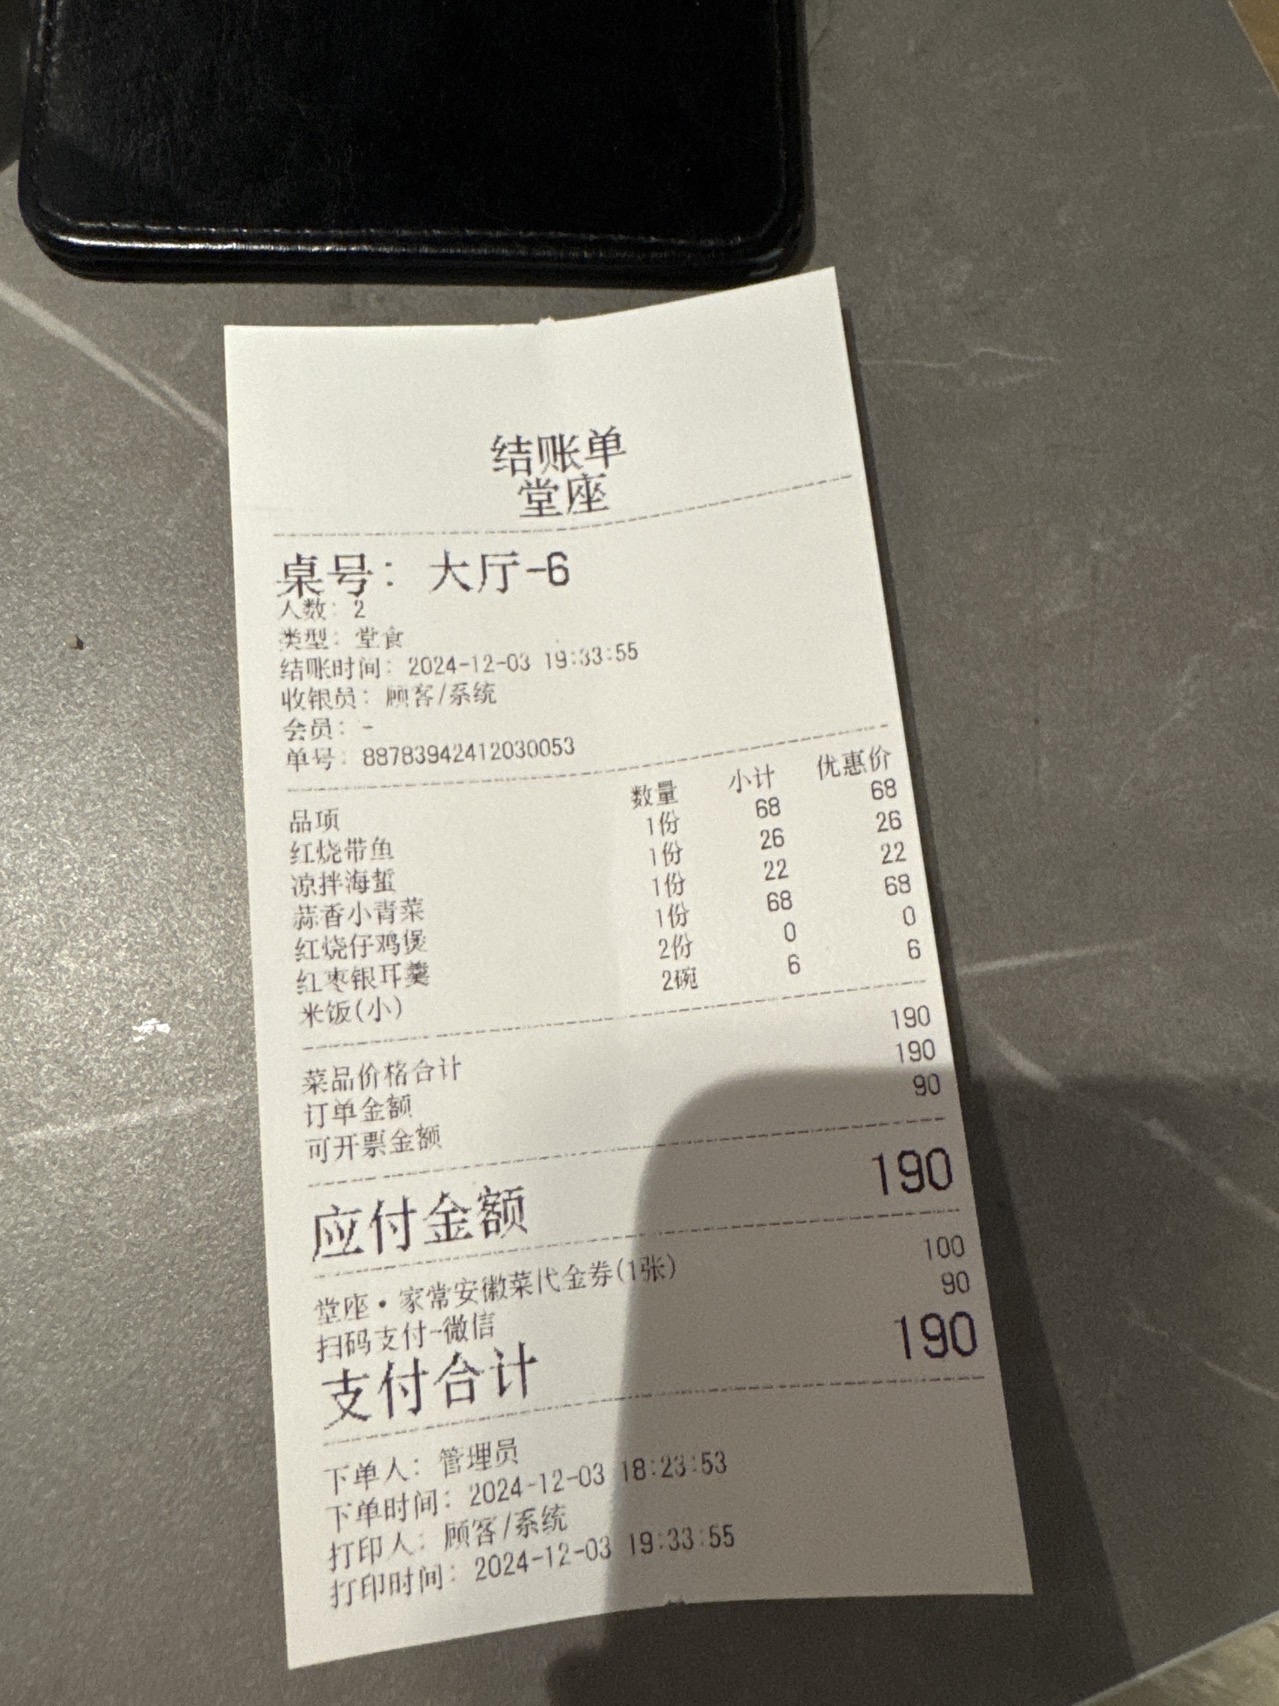 结账单
堂座
桌号: 大厅-6
人数: 2
类型: 堂食
结账时间: 2024-12-03 19:33:55
收银员: 顾客/系统
会员: -
单号: 88783942412030053
品项 数量 小计 优惠价
红烧带鱼 1份 68 68
凉拌海蜇 1份 26 26
蒜香小青菜 1份 22 22
红烧仔鸡煲 1份 68 68
红枣银耳羹 2份 0 0
米饭(小) 2碗 6 6
菜品价格合计 190
订单金额 190
可开票金额 90
应付金额 190
堂座·家常安徽菜代金券(1张) 100
扫码支付-微信 90
支付合计 190
下单人: 管理员
下单时间: 2024-12-03 18:23:53
打印人: 顾客/系统
打印时间: 2024-12-03 19:33:55